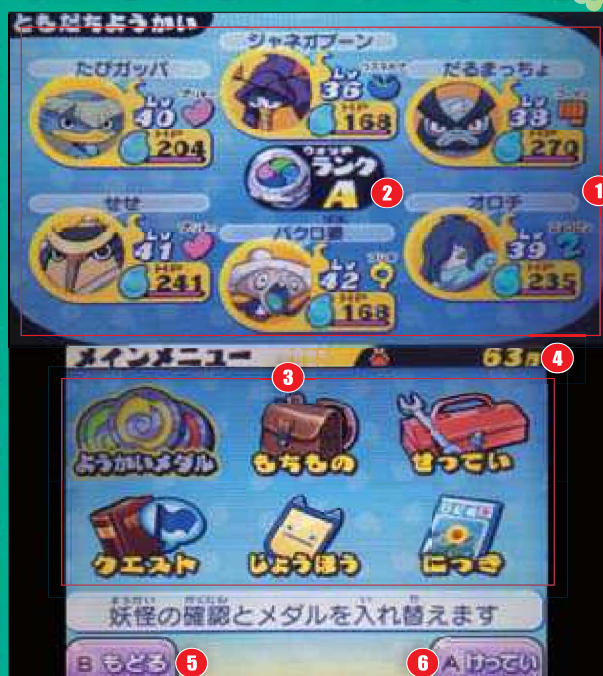 ともだちようかい
シャネガブーン
たびガッパ
だるまっちょ
Lv 36
Lv 40
Lv 38
HP 168
HP 204
HP 270
ランク
A
2
1
せせ
バクロ婆
オロチ
Lv 41
Lv 42
Lv 39
HP 241
HP 168
HP 235
メインメニュー
63
4
3
ようかいメダル
もちもの
せってい
クエスト
じょうほう
にっき
妖怪の確認とメダルを入れ替えます
B もどる
5
6
A けってい